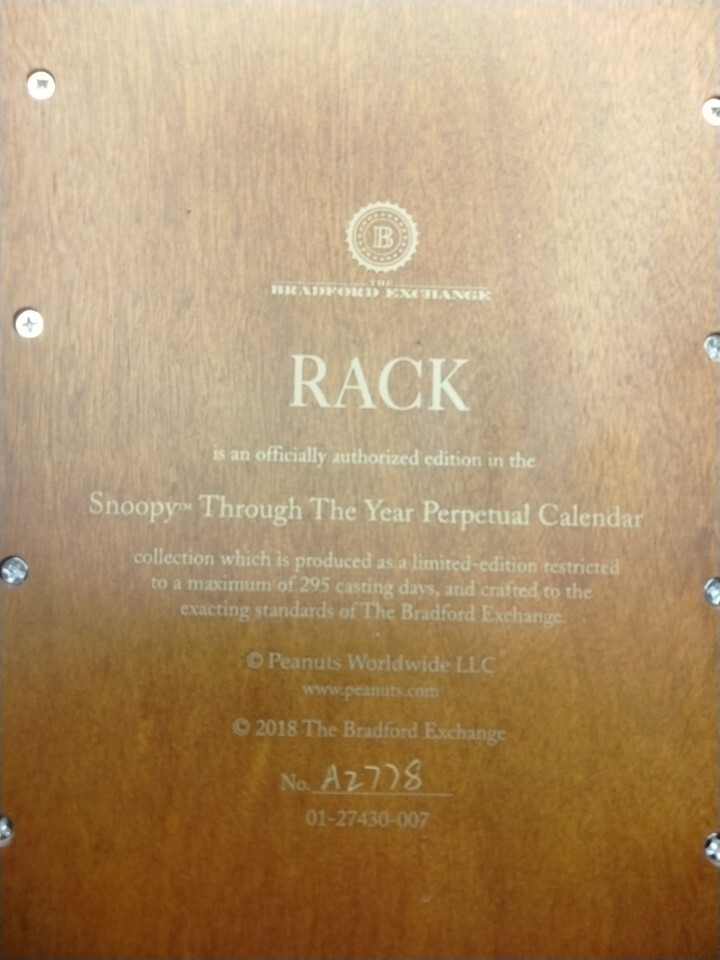 B
THE
BRADFORD EXCHANGE
RACK
is an officially authorized edition in the
Snoopy™ Through The Year Perpetual Calendar
collection which is produced as a limited-edition restricted
to a maximum of 295 casting days, and crafted to the
exacting standards of The Bradford Exchange.
© Peanuts Worldwide LLC
www.peanuts.com
© 2018 The Bradford Exchange
No. A2778
01-27430-007